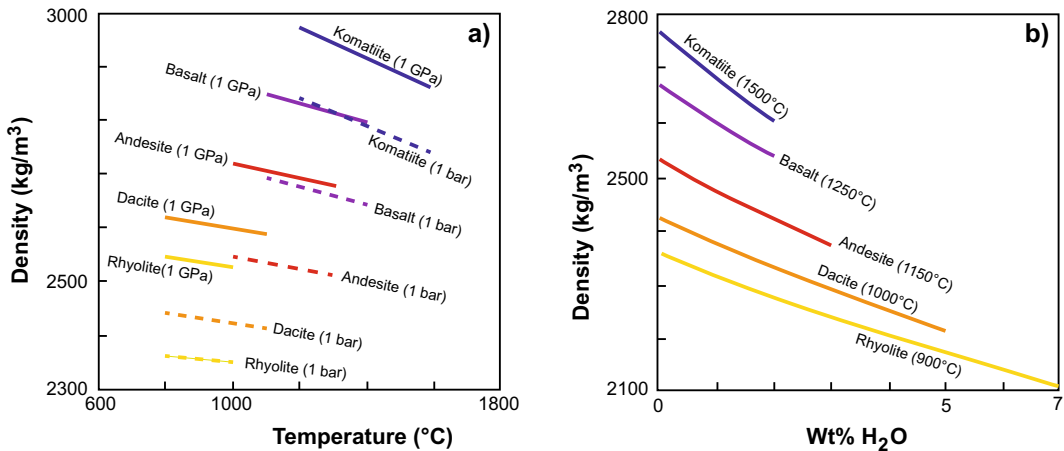 3000
a)
Komatiite (1 GPa)
Basalt (1 GPa)
Komatiite (1 bar)
Andesite (1 GPa)
Basalt (1 bar)
Dacite (1 GPa)
Rhyolite(1 GPa)
2500
Andesite (1 bar)
Dacite (1 bar)
Rhyolite (1 bar)
2300
600
1000
1800
Density (kg/m3)
Temperature (°C)
2800
b)
Komatiite (1500°C)
Basalt (1250°C)
2500
Andesite (1150°C)
Dacite (1000°C)
Rhyolite (900°C)
2100
0
5
7
Density (kg/m3)
Wt% H2O